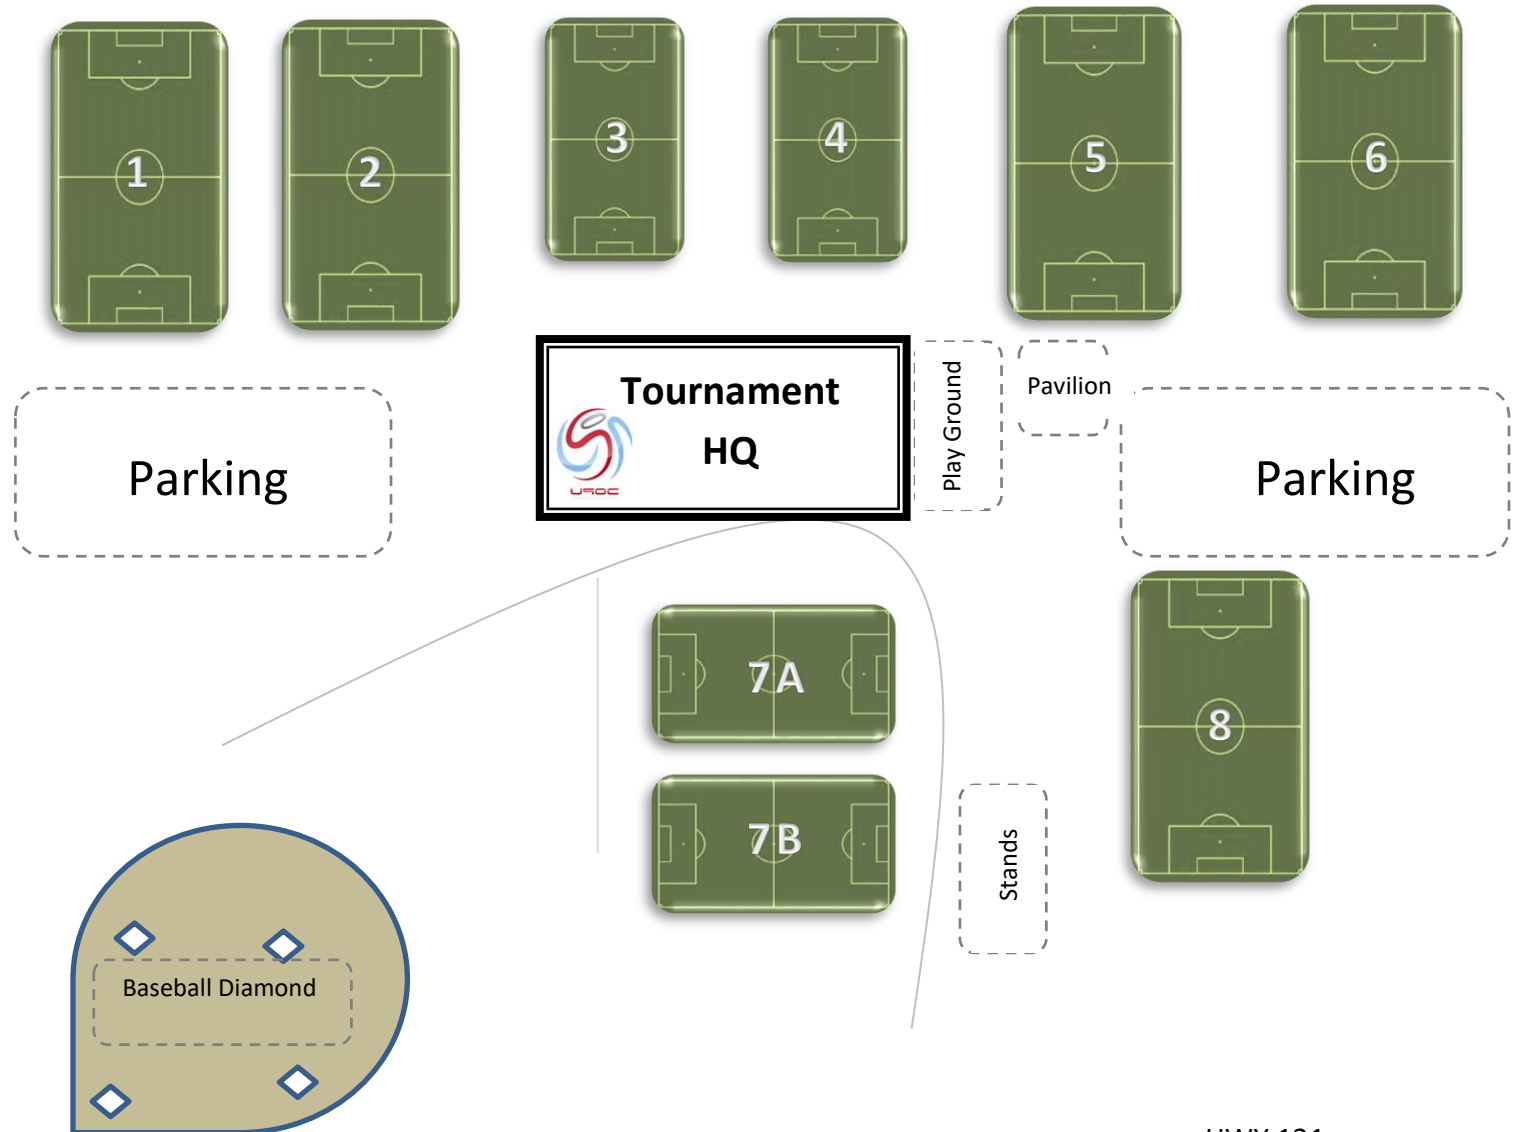 1
2
3
4
5
6
Tournament
HQ
USOC
Play Ground
Pavilion
Parking
Parking
7A
7B
8
Stands
Baseball Diamond